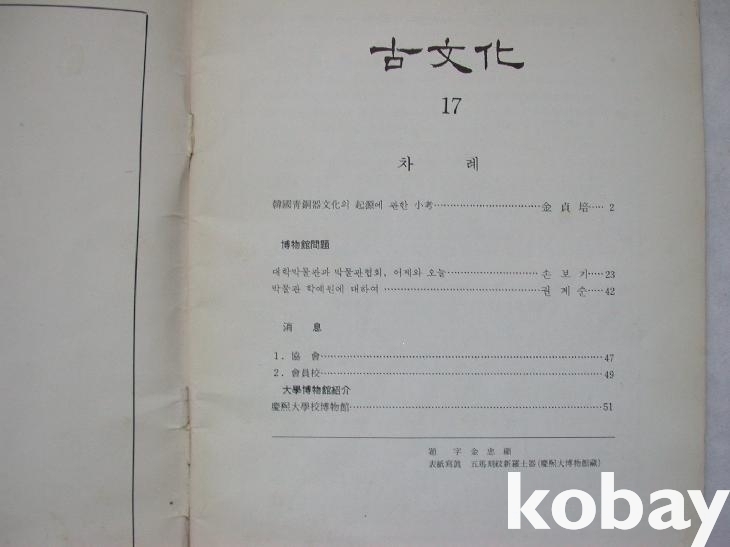 古文化
17
차 례
韓國靑銅器文化의 起源에 관한 小考……………………………金 貞 培…… 2
博物館問題
대학박물관과 박물관협회, 어제와 오늘……………………손 보 기……23
박물관 학예원에 대하여……………………………………권 계 순……42
消 息
1. 協 會……………………………………………………………47
2. 會員校……………………………………………………………49
大學博物館紹介
慶熙大學校博物館…………………………………………………51
題 字 金 忠 顯
表紙寫眞 五馬刻紋新羅土器(慶熙大博物館藏)
kobay